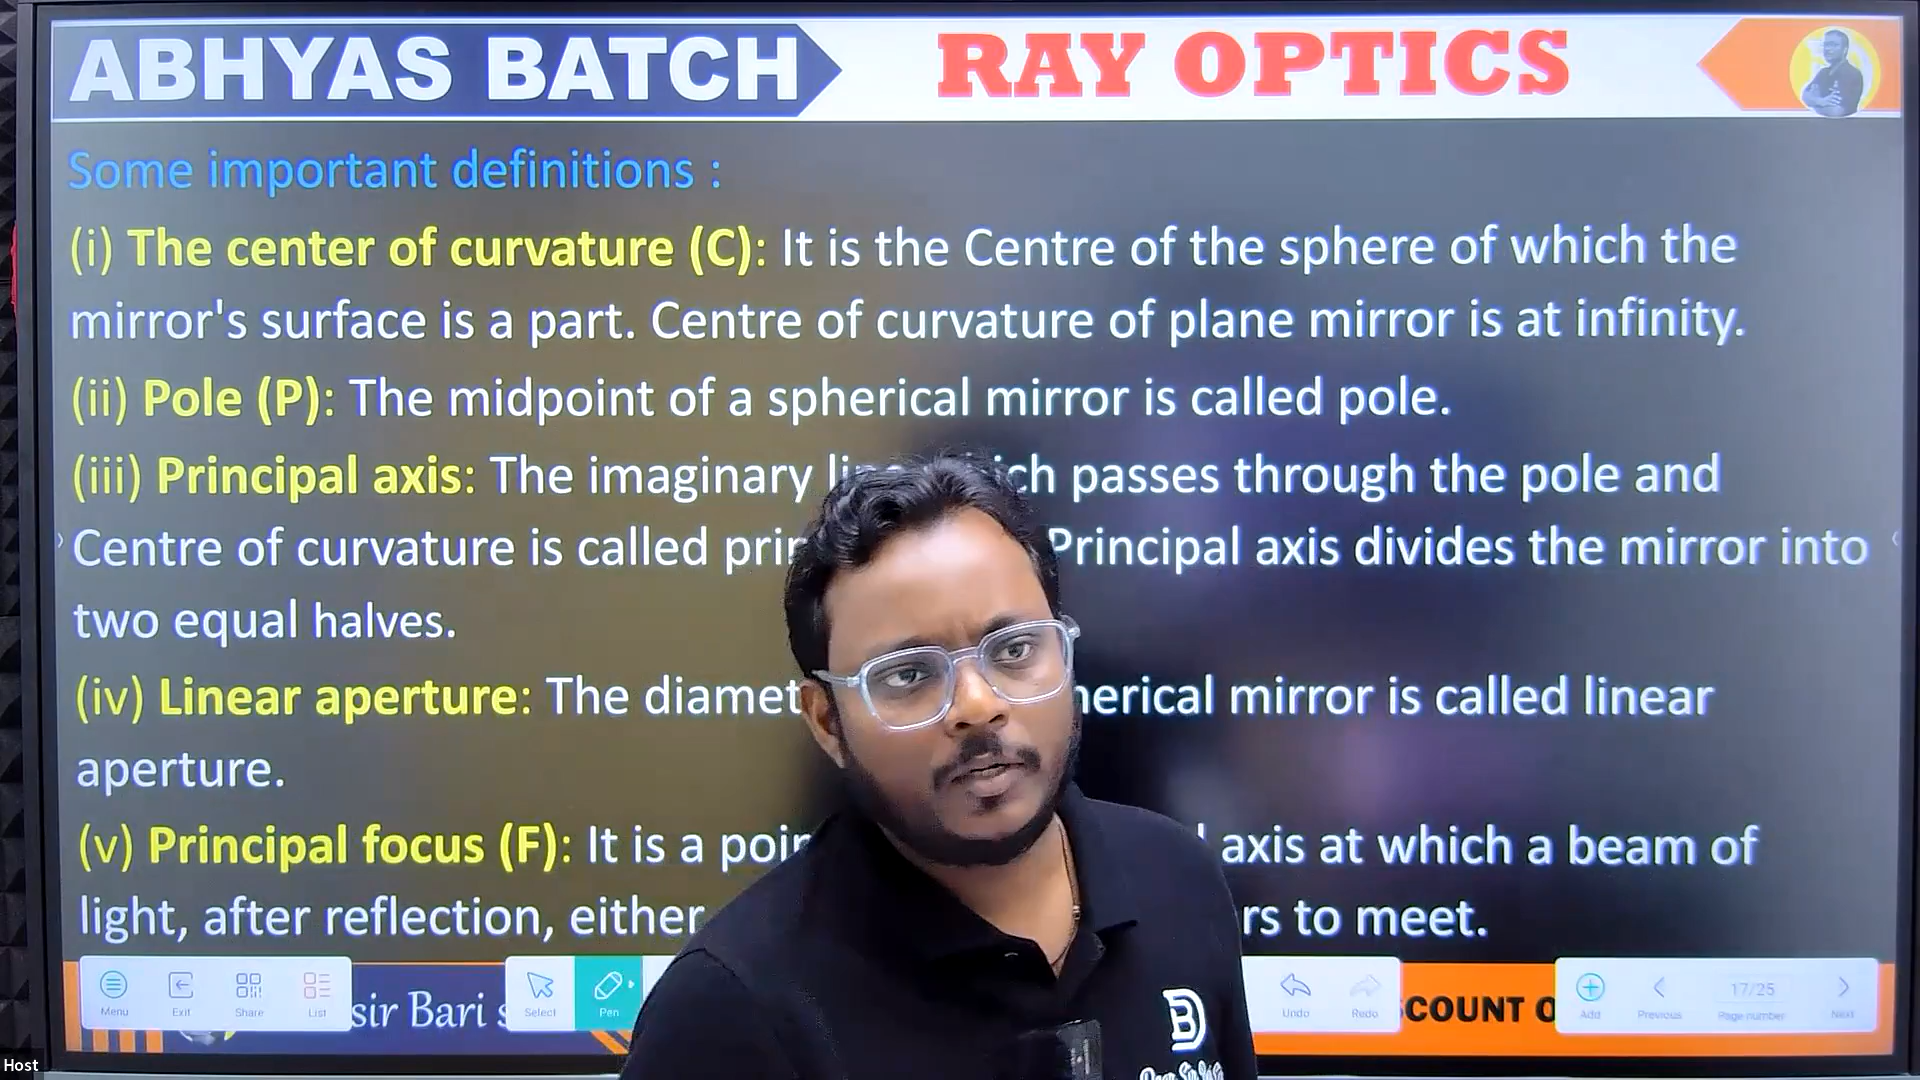 ABHYAS BATCH RAY OPTICS
Some important definitions :
(i) The center of curvature (C): It is the Centre of the sphere of which the
mirror's surface is a part. Centre of curvature of plane mirror is at infinity.
(ii) Pole (P): The midpoint of a spherical mirror is called pole.
(iii) Principal axis: The imaginary passes through the pole and
Centre of curvature is called Principal axis divides the mirror into
two equal halves.
(iv) Linear aperture: The mirror is called linear
aperture.
(v) Principal focus (F): It is a axis at which a beam of
light, after reflection, either to meet.
Menu Exit Share List sir Bari Select Pen Undo Redo COUNT Add Previous 17/25 Page number Next
Host